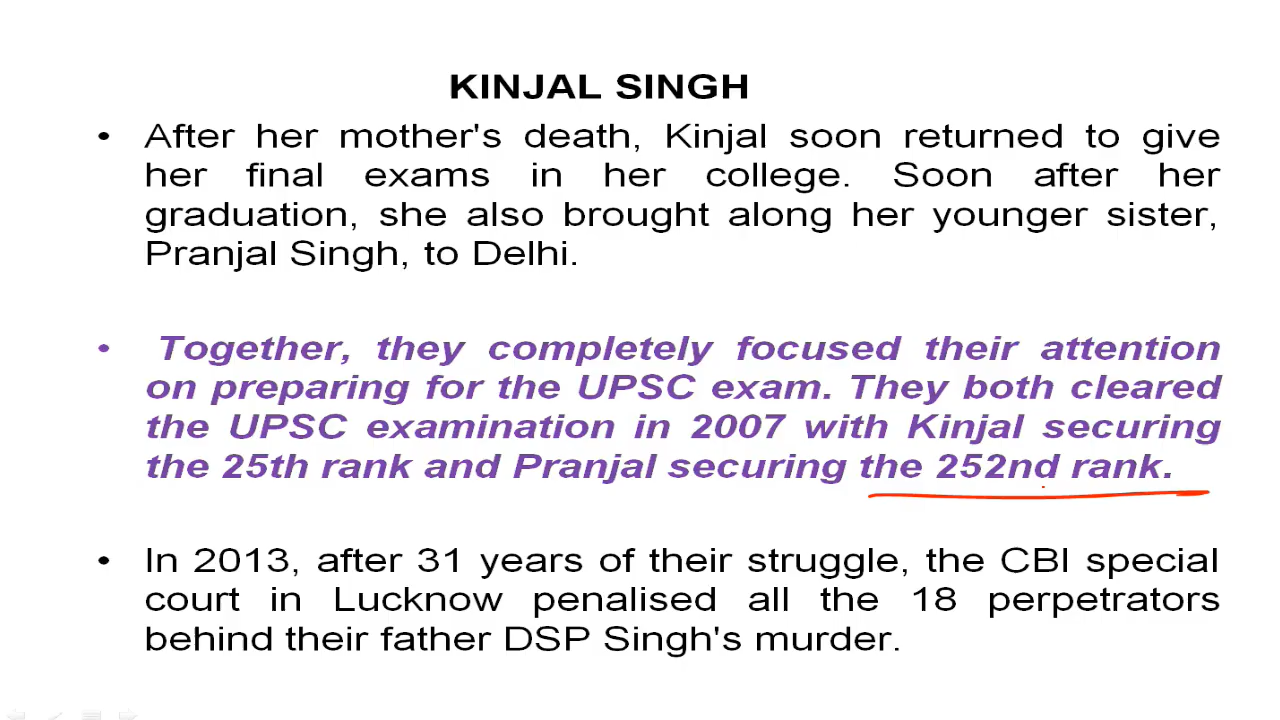 KINJAL SINGH
• After her mother's death, Kinjal soon returned to give
her final exams in her college. Soon after her
graduation, she also brought along her younger sister,
Pranjal Singh, to Delhi.
• Together, they completely focused their attention
on preparing for the UPSC exam. They both cleared
the UPSC examination in 2007 with Kinjal securing
the 25th rank and Pranjal securing the 252nd rank.
• In 2013, after 31 years of their struggle, the CBI special
court in Lucknow penalised all the 18 perpetrators
behind their father DSP Singh's murder.